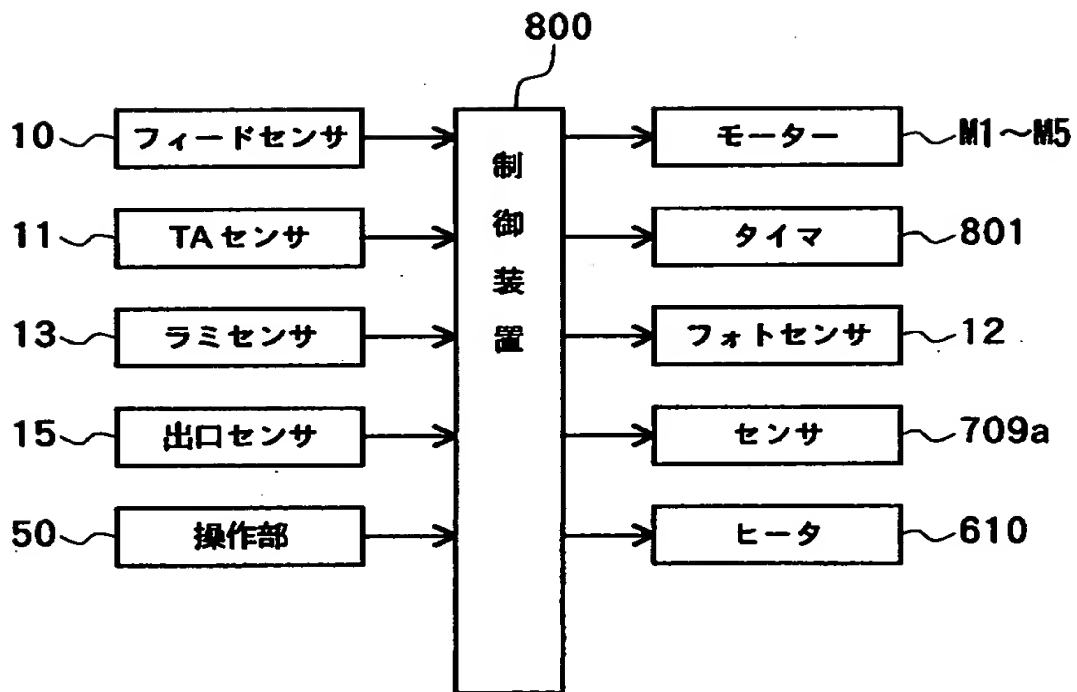 800
10 フィードセンサ
11 TAセンサ
13 ラミセンサ
15 出口センサ
50 操作部
制御装置
モーター M1～M5
タイマ 801
フォトセンサ 12
センサ 709a
ヒータ 610